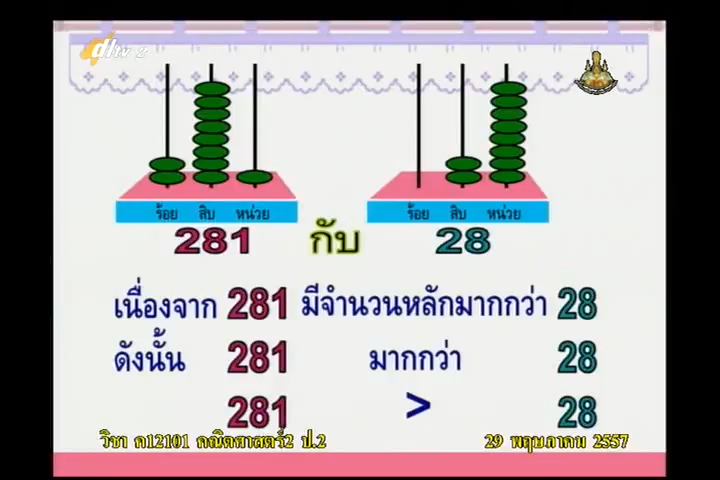 dltv 2
ร้อย สิบ หน่วย ร้อย สิบ หน่วย
281 กับ 28
เนื่องจาก 281 มีจำนวนหลักมากกว่า 28
ดังนั้น 281 มากกว่า 28
281 > 28
วิชา ค12101 คณิตศาสตร์2 ป.2 29 พฤษภาคม 2557